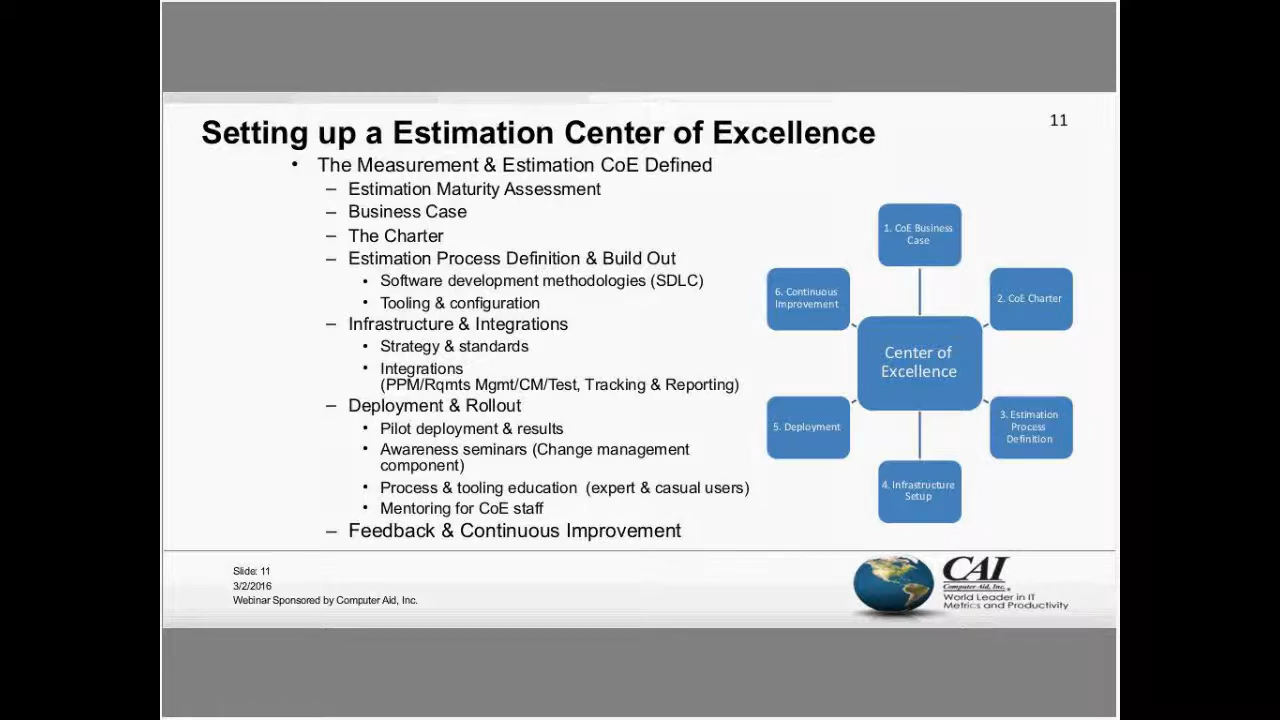 Setting up a Estimation Center of Excellence
11
• The Measurement & Estimation CoE Defined
– Estimation Maturity Assessment
– Business Case
– The Charter
– Estimation Process Definition & Build Out
• Software development methodologies (SDLC)
• Tooling & configuration
– Infrastructure & Integrations
• Strategy & standards
• Integrations
(PPM/Rqmts Mgmt/CM/Test, Tracking & Reporting)
– Deployment & Rollout
• Pilot deployment & results
• Awareness seminars (Change management
component)
• Process & tooling education (expert & casual users)
• Mentoring for CoE staff
– Feedback & Continuous Improvement
1. CoE Business
Case
2. CoE Charter
3. Estimation
Process
Definition
4. Infrastructure
Setup
5. Deployment
6. Continuous
Improvement
Center of
Excellence
Slide: 11
3/2/2016
Webinar Sponsored by Computer Aid, Inc.
CAI
Computer Aid, Inc.
World Leader in IT
Metrics and Productivity